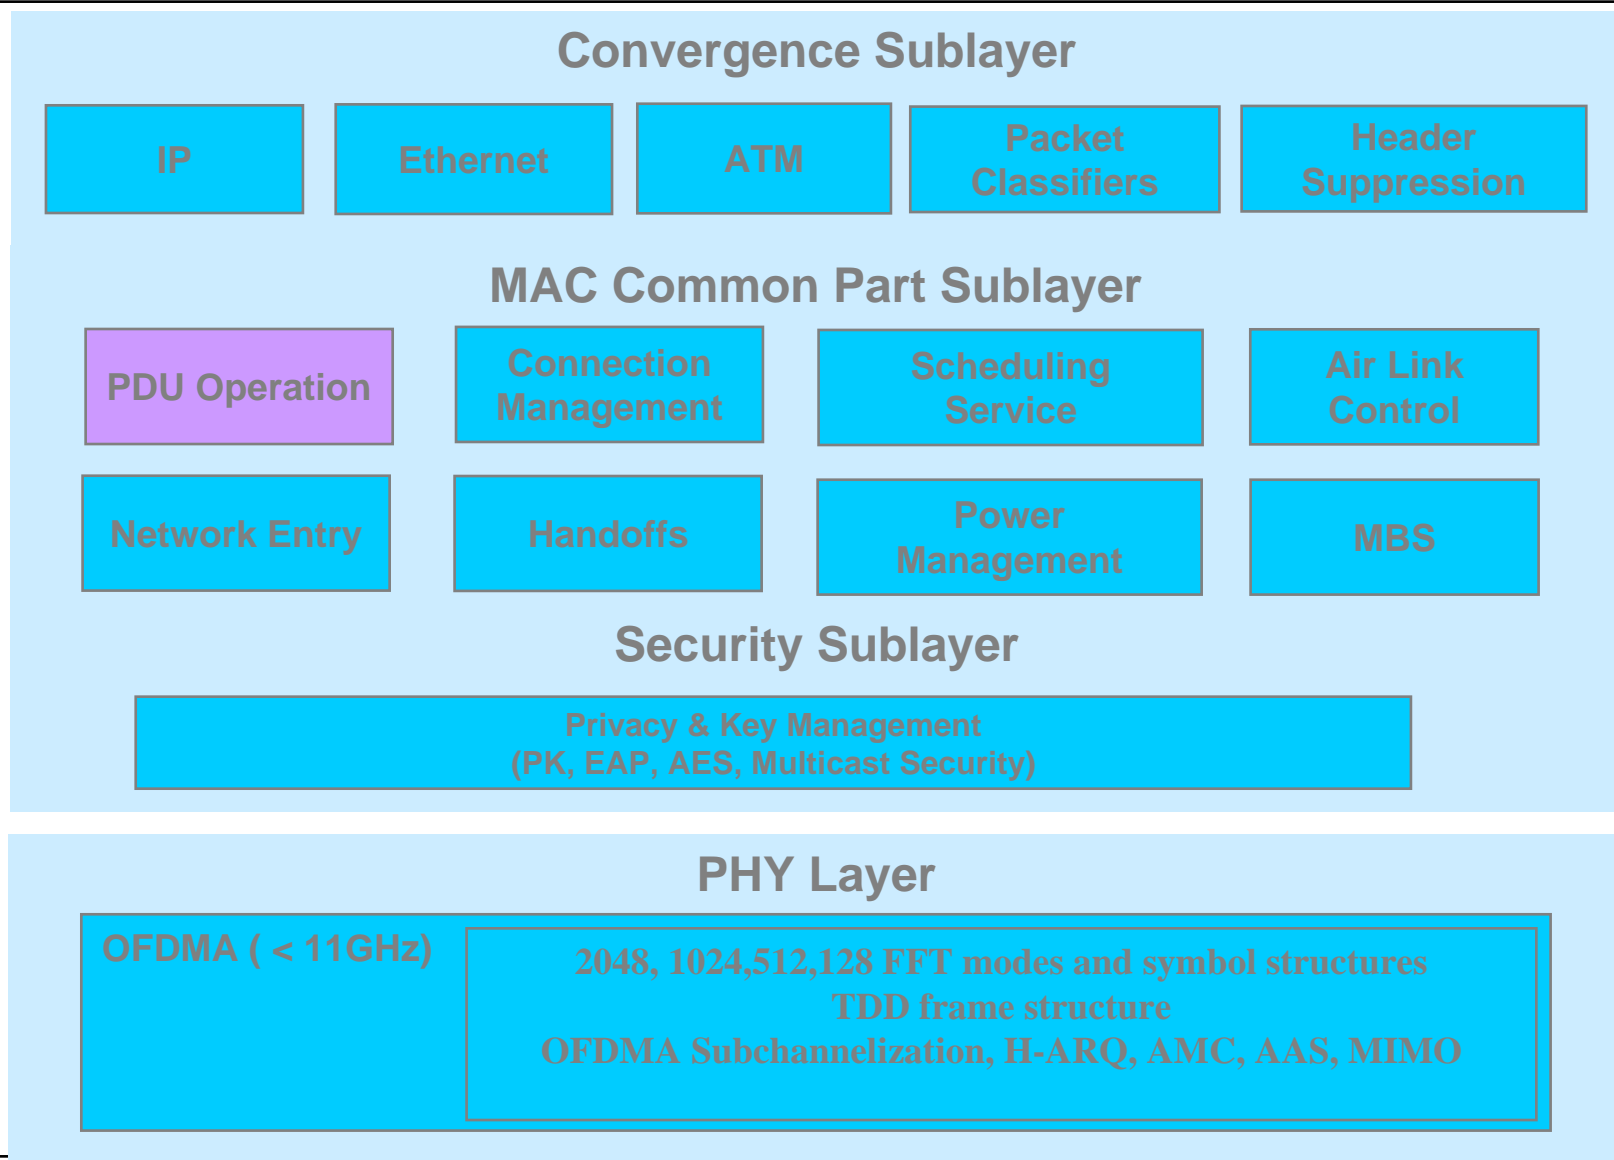 Convergence Sublayer
IP
Ethernet
ATM
Packet
Classifiers
Header
Suppression
MAC Common Part Sublayer
PDU Operation
Connection
Management
Scheduling
Service
Air Link
Control
Network Entry
Handoffs
Power
Management
MBS
Security Sublayer
Privacy & Key Management
(PK, EAP, AES, Multicast Security)
PHY Layer
OFDMA ( < 11GHz)
2048, 1024,512,128 FFT modes and symbol structures
TDD frame structure
OFDMA Subchannelization, H-ARQ, AMC, AAS, MIMO